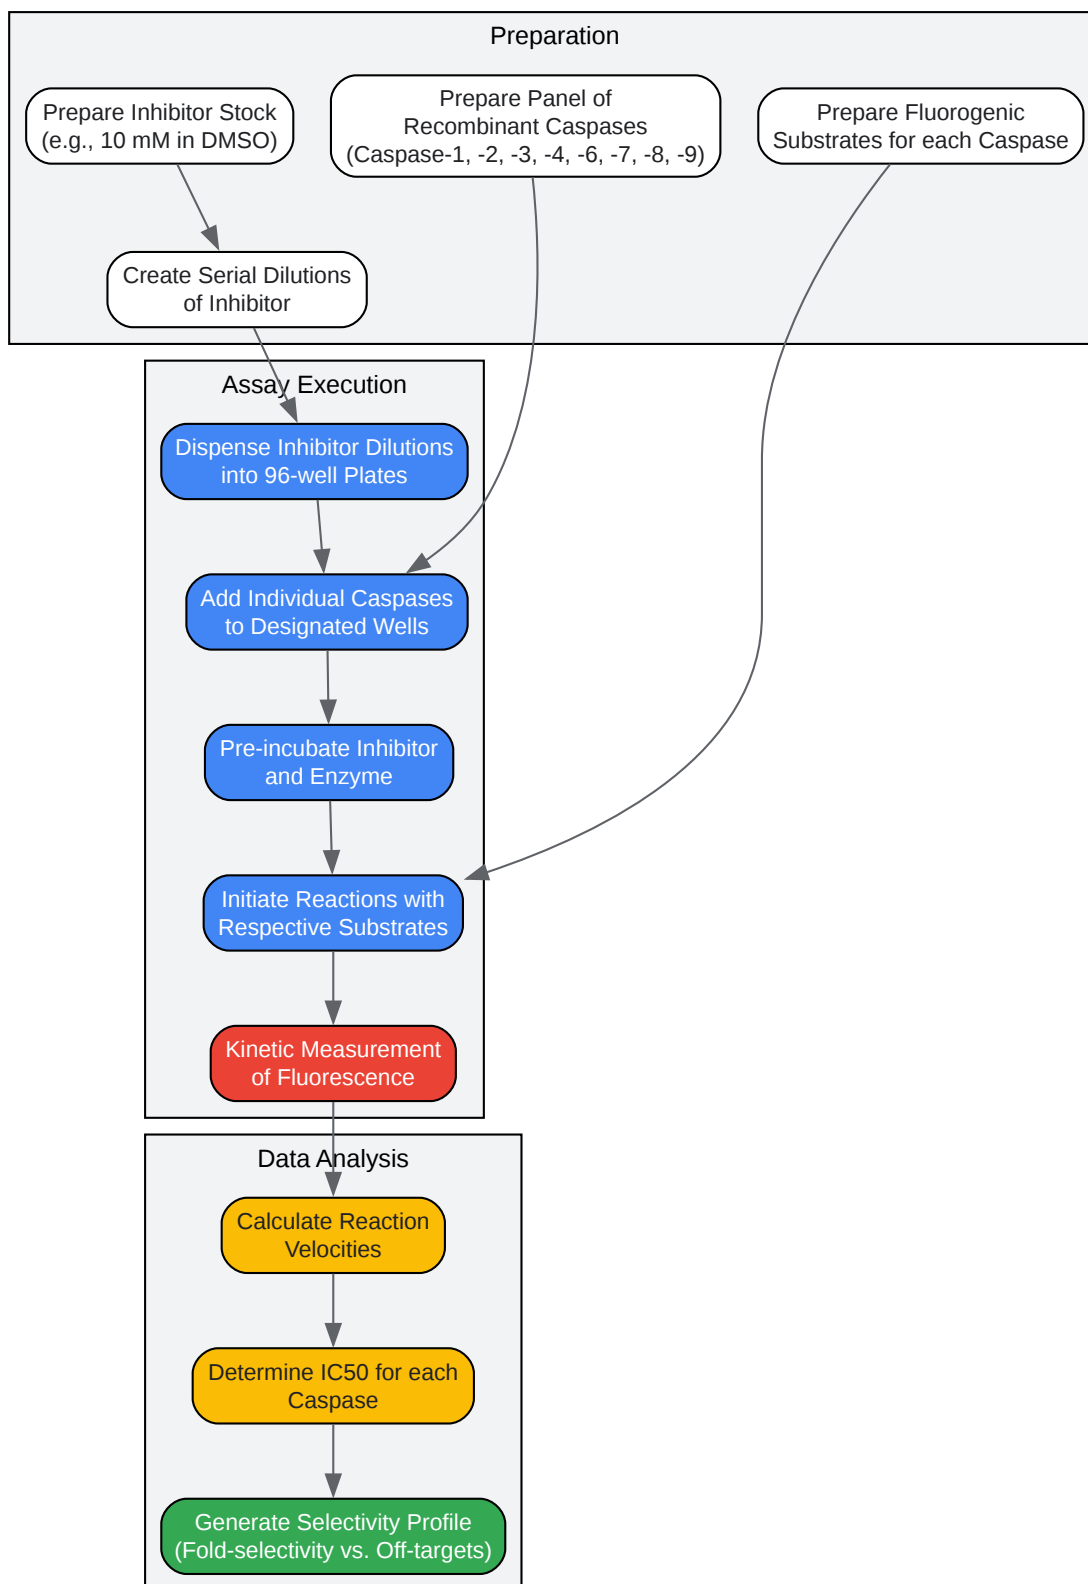 Preparation
Prepare Inhibitor Stock
(e.g., 10 mM in DMSO)
Prepare Panel of
Recombinant Caspases
(Caspase-1, -2, -3, -4, -6, -7, -8, -9)
Prepare Fluorogenic
Substrates for each Caspase
Create Serial Dilutions
of Inhibitor
Assay Execution
Dispense Inhibitor Dilutions
into 96-well Plates
Add Individual Caspases
to Designated Wells
Pre-incubate Inhibitor
and Enzyme
Initiate Reactions with
Respective Substrates
Kinetic Measurement
of Fluorescence
Data Analysis
Calculate Reaction
Velocities
Determine IC50 for each
Caspase
Generate Selectivity Profile
(Fold-selectivity vs. Off-targets)